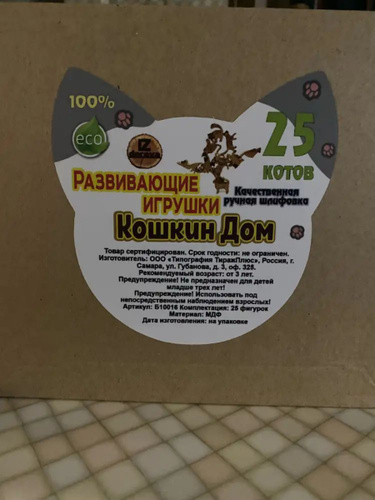 100%
eco
25
КОТОВ
РАЗВИВАЮЩИЕ
ИГРУШКИ
Качественная
ручная шлифовка
Кошкин Дом
Товар сертифицирован. Срок годности: не ограничен.
Изготовитель: ООО «Типография ТиражПлюс», Россия, г.
Самара, ул. Губанова, д. 3, оф. 325.
Рекомендуемый возраст: от 3 лет.
Предупреждение! Не предназначен для детей
младше трех лет!
Предупреждение! Использовать под
непосредственным наблюдением взрослых!
Артикул: Б10016 Комплектация: 25 фигурок
Материал: МДФ
Дата изготовления: на упаковке